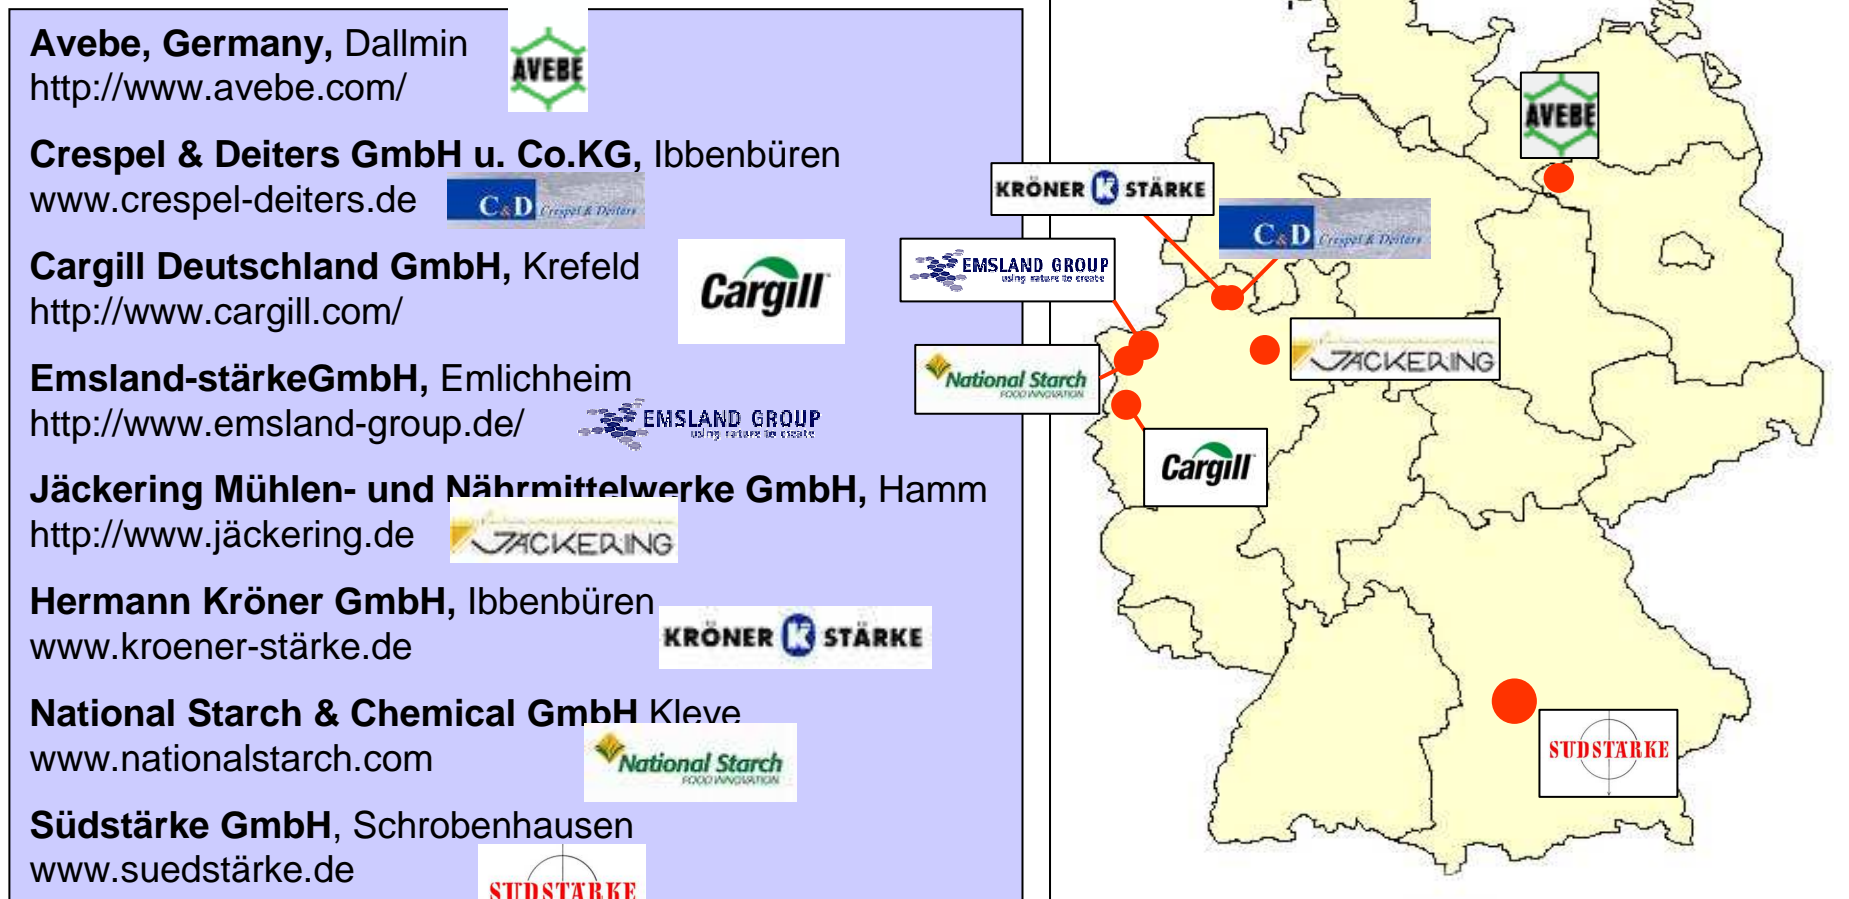 Avebe, Germany, Dallmin
http://www.avebe.com/
AVEBE
Crespel & Deiters GmbH u. Co.KG, Ibbenbüren
www.crespel-deiters.de
C&D Crespel & Deiters
Cargill Deutschland GmbH, Krefeld
http://www.cargill.com/
Cargill
Emsland-stärkeGmbH, Emlichheim
http://www.emsland-group.de/
EMSLAND GROUP
using nature to create
Jäckering Mühlen- und Nährmittelwerke GmbH, Hamm
http://www.jäckering.de
JÄCKERING
Hermann Kröner GmbH, Ibbenbüren
www.kroener-stärke.de
KRÖNER K STÄRKE
National Starch & Chemical GmbH Kleve
www.nationalstarch.com
National Starch
FOOD INNOVATION
Südstärke GmbH, Schrobenhausen
www.suedstärke.de
SÜDSTÄRKE
AVEBE
KRÖNER K STÄRKE
C&D Crespel & Deiters
EMSLAND GROUP
using nature to create
JÄCKERING
National Starch
FOOD INNOVATION
Cargill
SÜDSTÄRKE